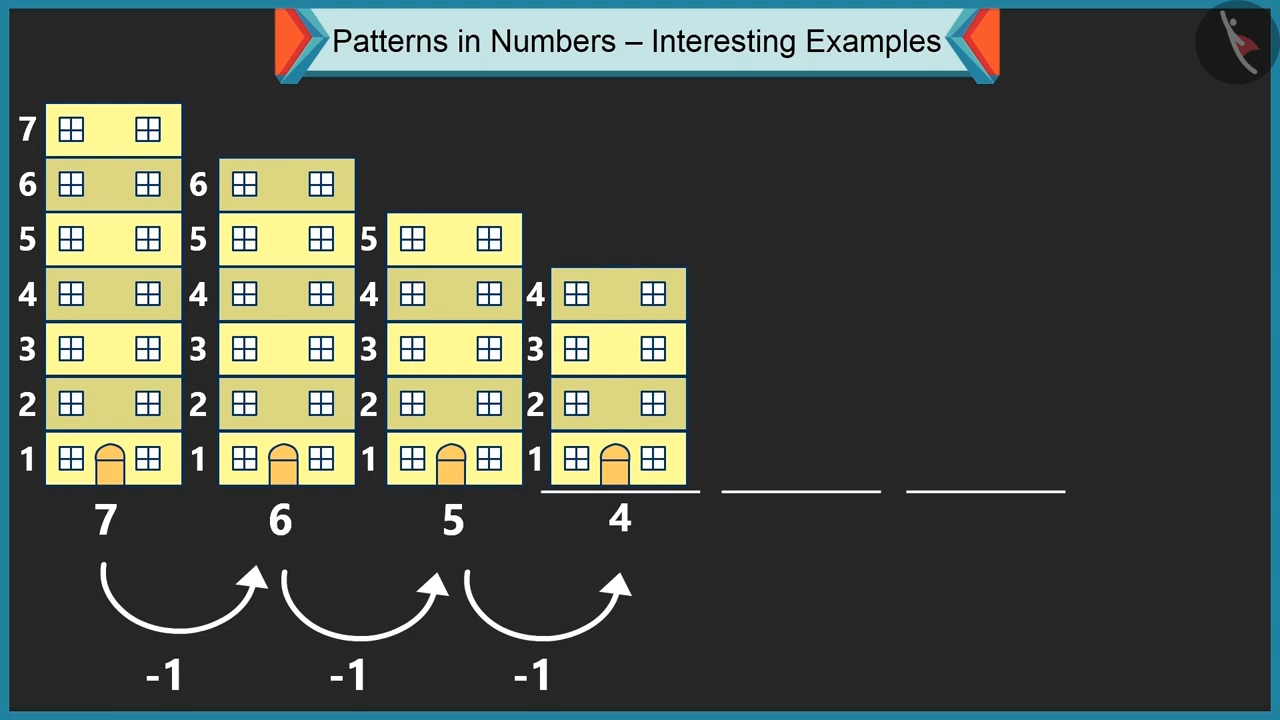 Patterns in Numbers – Interesting Examples
7
6 6
5 5 5
4 4 4 4
3 3 3 3
2 2 2 2
1 1 1 1
7 6 5 4
-1 -1 -1